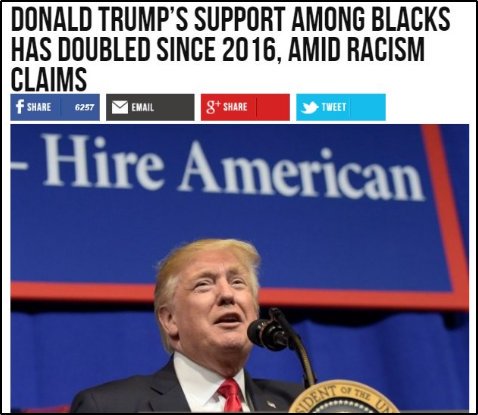 DONALD TRUMP'S SUPPORT AMONG BLACKS
HAS DOUBLED SINCE 2016, AMID RACISM
CLAIMS
f SHARE 6257 EMAIL g+ SHARE TWEET
- Hire American
IDENT OF THE UN